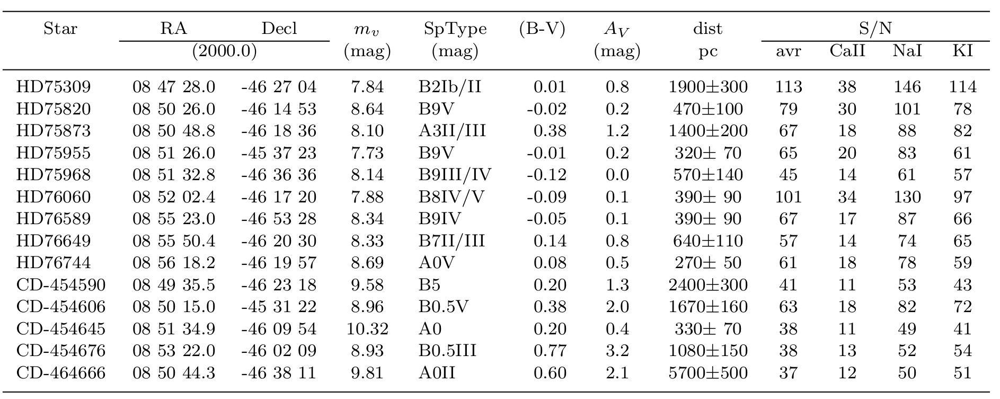 Star RA Decl m_v SpType (B-V) A_V dist S/N
(2000.0) (mag) (mag) (mag) pc avr CaII NaI KI
HD75309 08 47 28.0 -46 27 04 7.84 B2Ib/II 0.01 0.8 1900±300 113 38 146 114
HD75820 08 50 26.0 -46 14 53 8.64 B9V -0.02 0.2 470±100 79 30 101 78
HD75873 08 50 48.8 -46 18 36 8.10 A3II/III 0.38 1.2 1400±200 67 18 88 82
HD75955 08 51 26.0 -45 37 23 7.73 B9V -0.01 0.2 320± 70 65 20 83 61
HD75968 08 51 32.8 -46 36 36 8.14 B9III/IV -0.12 0.0 570±140 45 14 61 57
HD76060 08 52 02.4 -46 17 20 7.88 B8IV/V -0.09 0.1 390± 90 101 34 130 97
HD76589 08 55 23.0 -46 53 28 8.34 B9IV -0.05 0.1 390± 90 67 17 87 66
HD76649 08 55 50.4 -46 20 30 8.33 B7II/III 0.14 0.8 640±110 57 14 74 65
HD76744 08 56 18.2 -46 19 57 8.69 A0V 0.08 0.5 270± 50 61 18 78 59
CD-454590 08 49 35.5 -46 23 18 9.58 B5 0.20 1.3 2400±300 41 11 53 43
CD-454606 08 50 15.0 -45 31 22 8.96 B0.5V 0.38 2.0 1670±160 63 18 82 72
CD-454645 08 51 34.9 -46 09 54 10.32 A0 0.20 0.4 330± 70 38 11 49 41
CD-454676 08 53 22.0 -46 02 09 8.93 B0.5III 0.77 3.2 1080±150 38 13 52 54
CD-464666 08 50 44.3 -46 38 11 9.81 A0II 0.60 2.1 5700±500 37 12 50 51